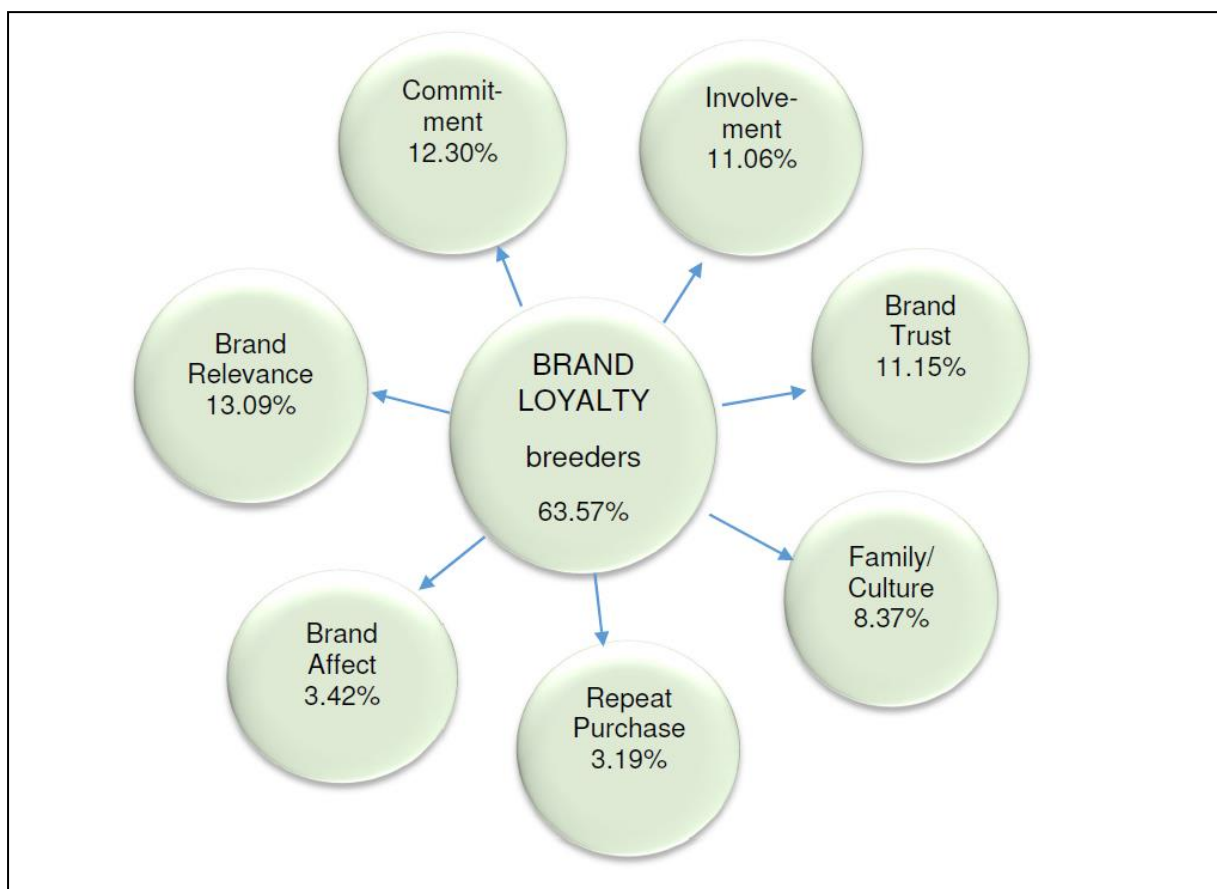 Commit-
ment
12.30%
Involve-
ment
11.06%
Brand
Trust
11.15%
Brand
Relevance
13.09%
BRAND
LOYALTY
breeders
63.57%
Family/
Culture
8.37%
Brand
Affect
3.42%
Repeat
Purchase
3.19%